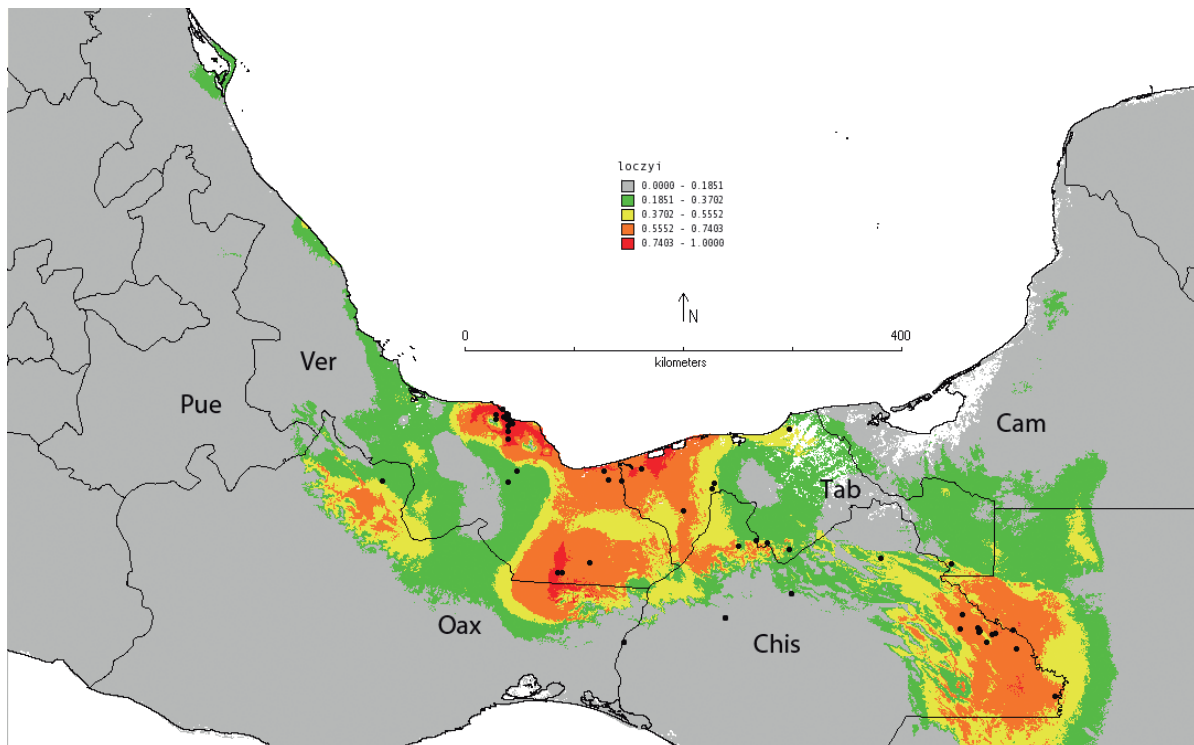 loczyi
0.0000 - 0.1851
0.1851 - 0.3702
0.3702 - 0.5552
0.5552 - 0.7403
0.7403 - 1.0000
N
0 400
kilometers
Ver
Pue
Cam
Tab
Oax
Chis